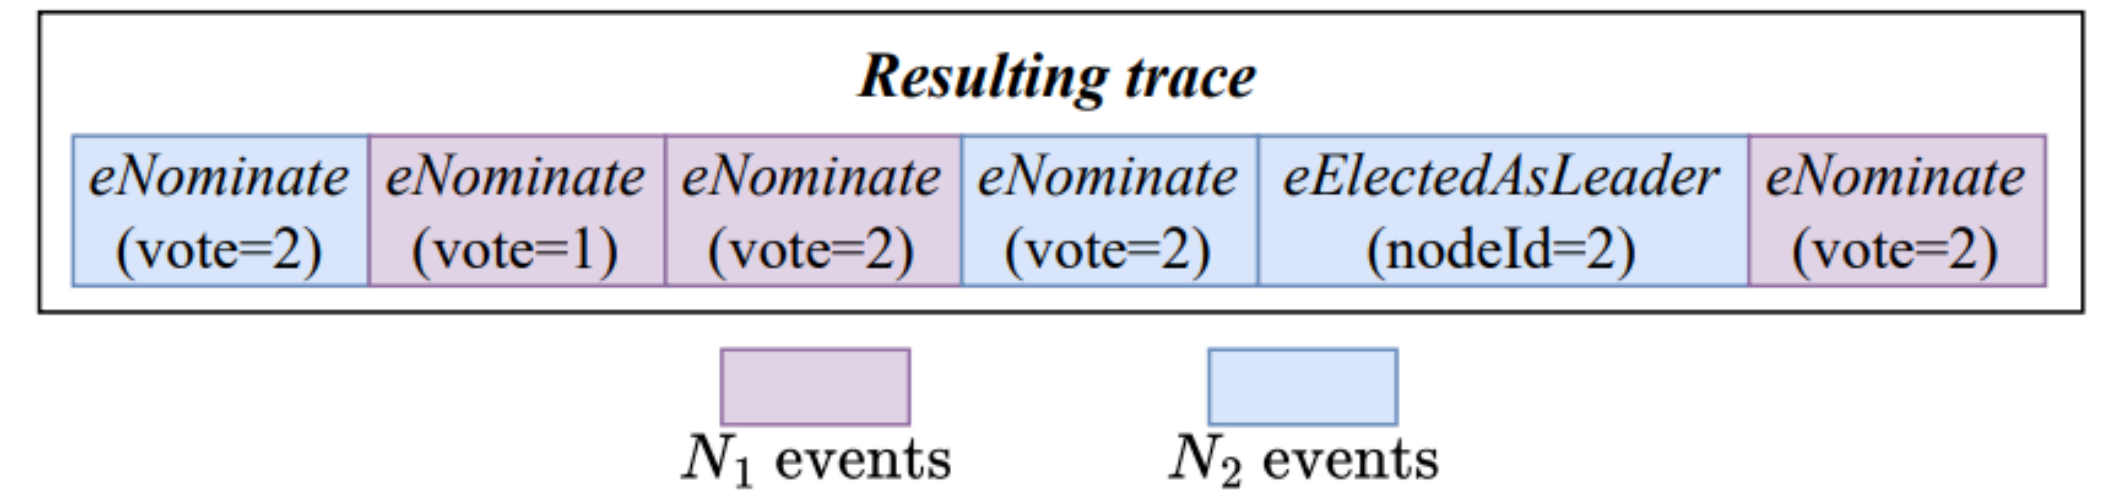 Resulting trace
eNominate eNominate eNominate eNominate eElectedAsLeader eNominate
(vote=2) (vote=1) (vote=2) (vote=2) (nodeId=2) (vote=2)
N₁ events N₂ events